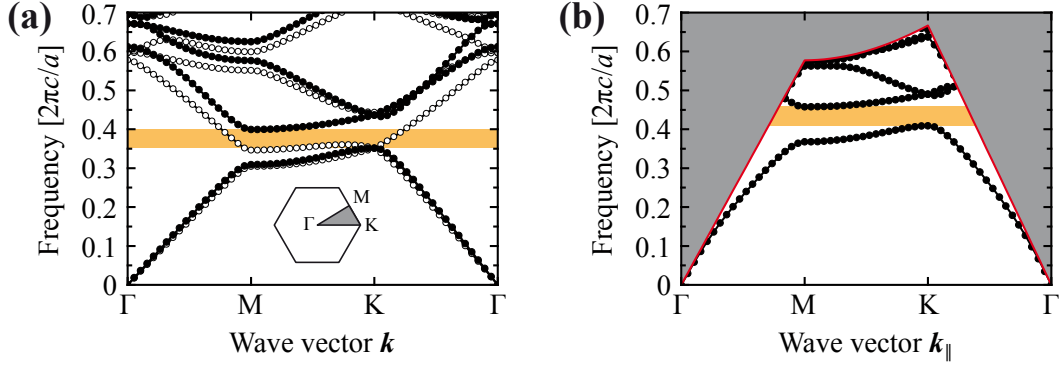 (a)
Frequency [2πc/a]
0.7
0.6
0.5
0.4
0.3
0.2
0.1
0
Γ
M
K
Γ
M
Γ
K
Wave vector k
(b)
Frequency [2πc/a]
0.7
0.6
0.5
0.4
0.3
0.2
0.1
0
Γ
M
K
Γ
Wave vector k∥